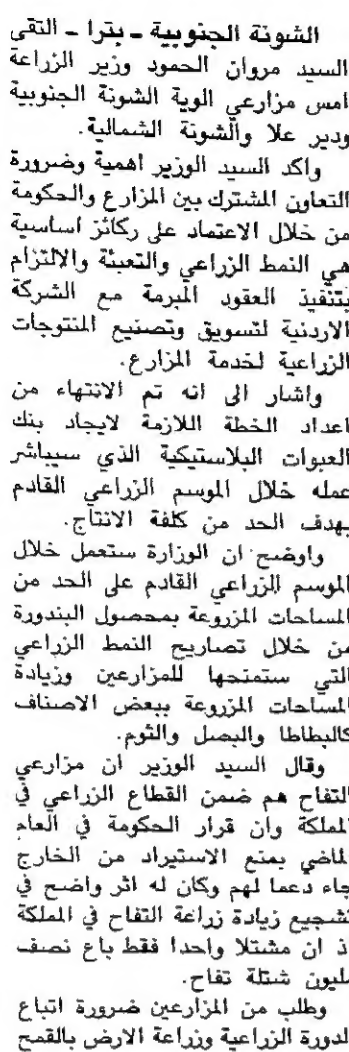 الشونة الجنوبية ـ بترا ـ التقى
السيد مروان الحمود وزير الزراعة
امس مزارعي الوية الشونة الجنوبية
ودير علا والشونة الشمالية.
واكد السيد الوزير اهمية وضرورة
التعاون المشترك بين المزارع والحكومة
من خلال الاعتماد على ركائز اساسية
هي النمط الزراعي والتعبئة والالتزام
بتنفيذ العقود المبرمة مع الشركة
الاردنية لتسويق وتصنيع المنتوجات
الزراعية لخدمة المزارع.
واشار الى انه تم الانتهاء من
اعداد الخطة اللازمة لايجاد بنك
العبوات البلاستيكية الذي سيباشر
عمله خلال الموسم الزراعي القادم
بهدف الحد من كلفة الانتاج.
واوضح ان الوزارة ستعمل خلال
الموسم الزراعي القادم على الحد من
المساحات المزروعة بمحصول البندورة
من خلال تصاريح النمط الزراعي
التي ستمنحها للمزارعين وزيادة
المساحات المزروعة ببعض الاصناف
كالبطاطا والبصل والثوم.
وقال السيد الوزير ان مزارعي
التفاح هم ضمن القطاع الزراعي في
المملكة وان قرار الحكومة في العام
الماضي بمنع الاستيراد من الخارج
جاء دعما لهم وكان له اثر واضح في
تشجيع زيادة زراعة التفاح في المملكة
اذ ان مشتلا واحدا فقط باع نصف
مليون شتلة تفاح.
وطلب من المزارعين ضرورة اتباع
الدورة الزراعية وزراعة الارض بالقمح